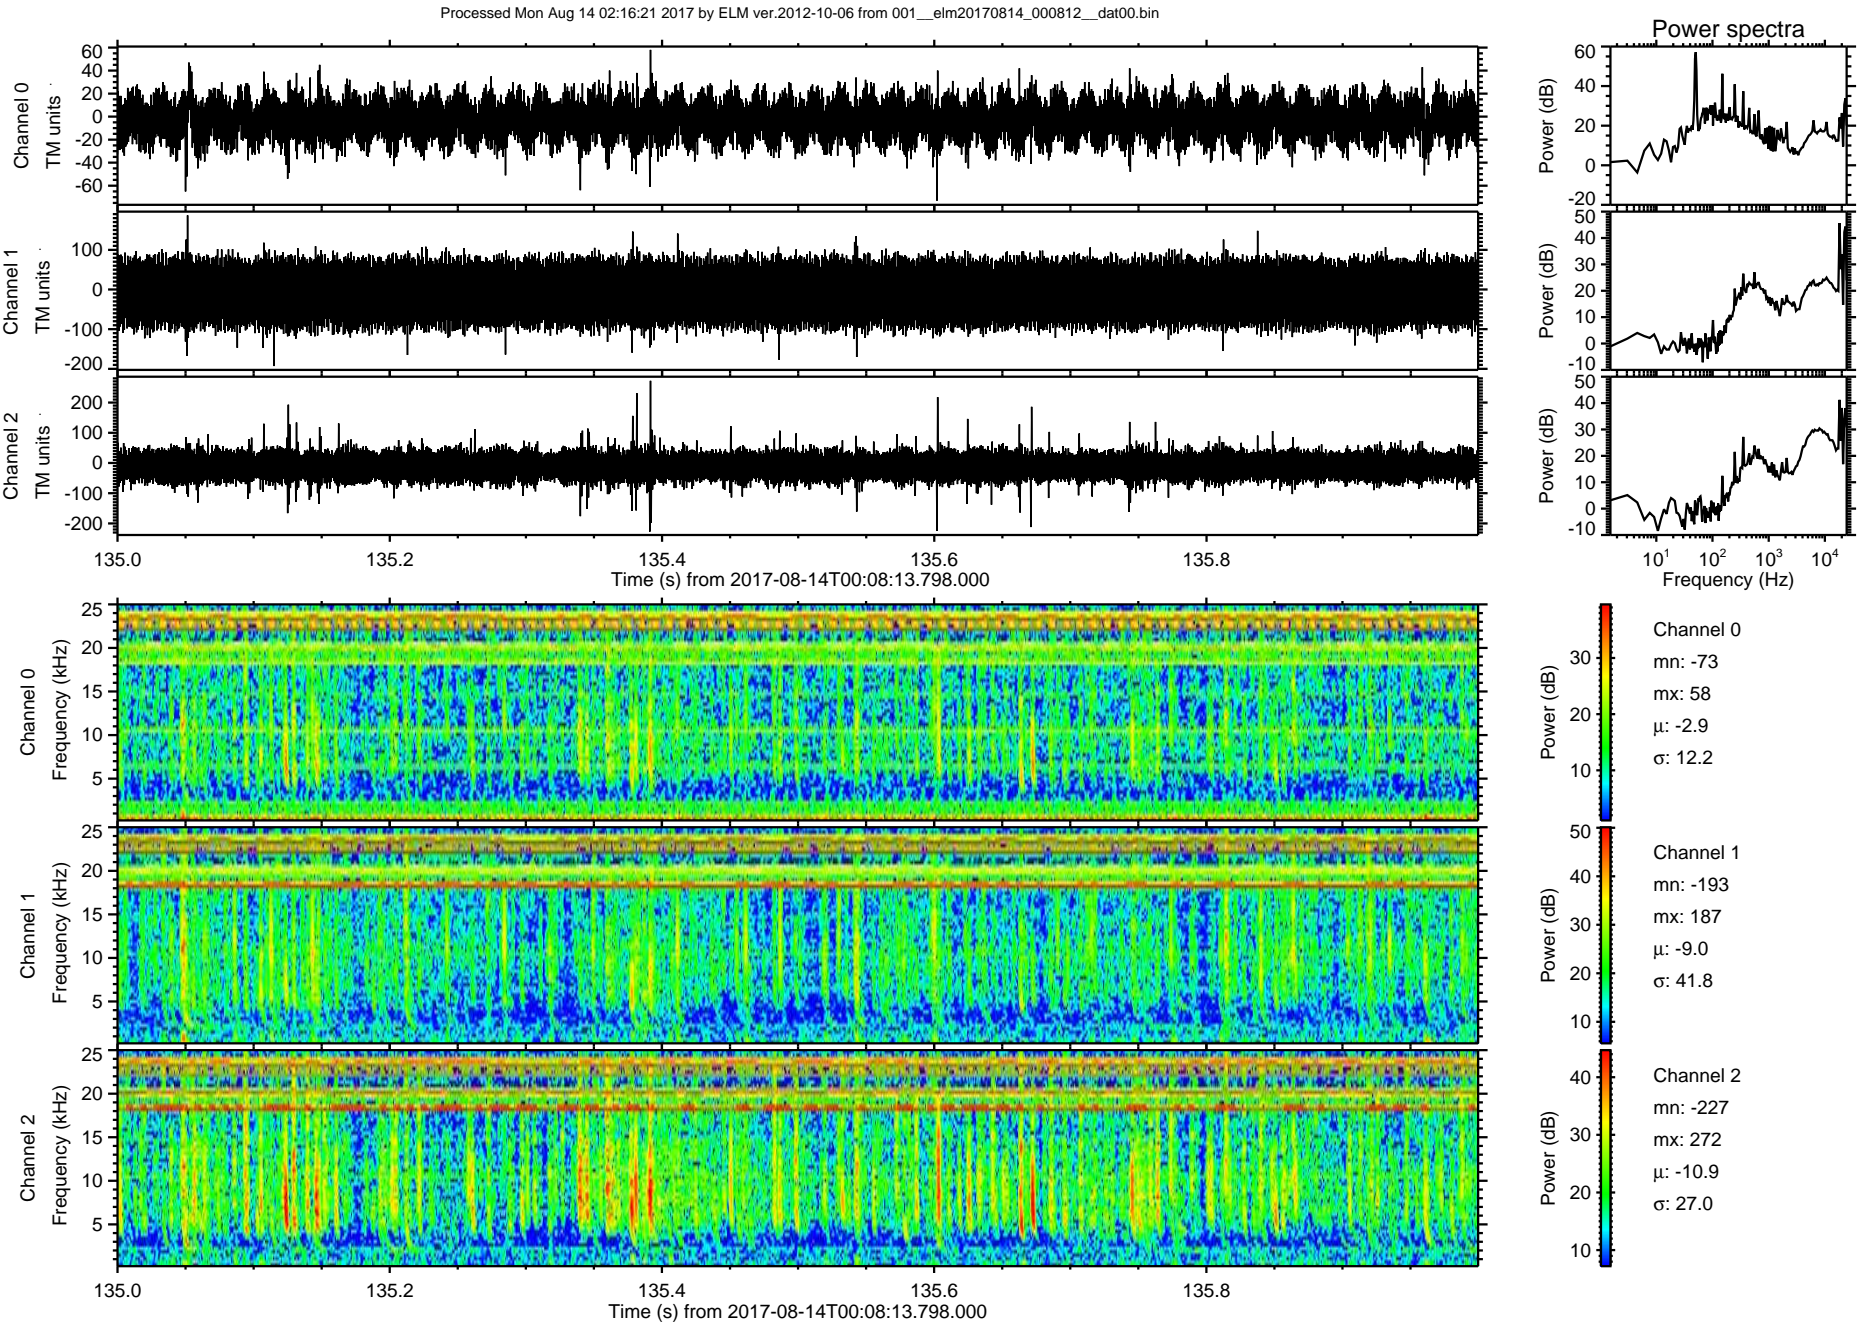 Processed Mon Aug 14 02:16:21 2017 by ELM ver.2012-10-06 from 001__elm20170814_000812__dat00.bin
Power spectra
Channel 0
TM units
60
40
20
0
-20
-40
-60
Power (dB)
60
40
20
0
-20
Channel 1
TM units
100
0
-100
-200
Power (dB)
50
40
30
20
10
0
-10
Channel 2
TM units
200
100
0
-100
-200
Power (dB)
50
40
30
20
10
0
-10
135.0 135.2 135.4 135.6 135.8
Time (s) from 2017-08-14T00:08:13.798.000
10^1 10^2 10^3 10^4
Frequency (Hz)
Channel 0
Frequency (kHz)
25
20
15
10
5
Power (dB)
30
20
10
Channel 0
mn: -73
mx: 58
μ: -2.9
σ: 12.2
Channel 1
Frequency (kHz)
25
20
15
10
5
Power (dB)
50
40
30
20
10
Channel 1
mn: -193
mx: 187
μ: -9.0
σ: 41.8
Channel 2
Frequency (kHz)
25
20
15
10
5
Power (dB)
40
30
20
10
Channel 2
mn: -227
mx: 272
μ: -10.9
σ: 27.0
135.0 135.2 135.4 135.6 135.8
Time (s) from 2017-08-14T00:08:13.798.000